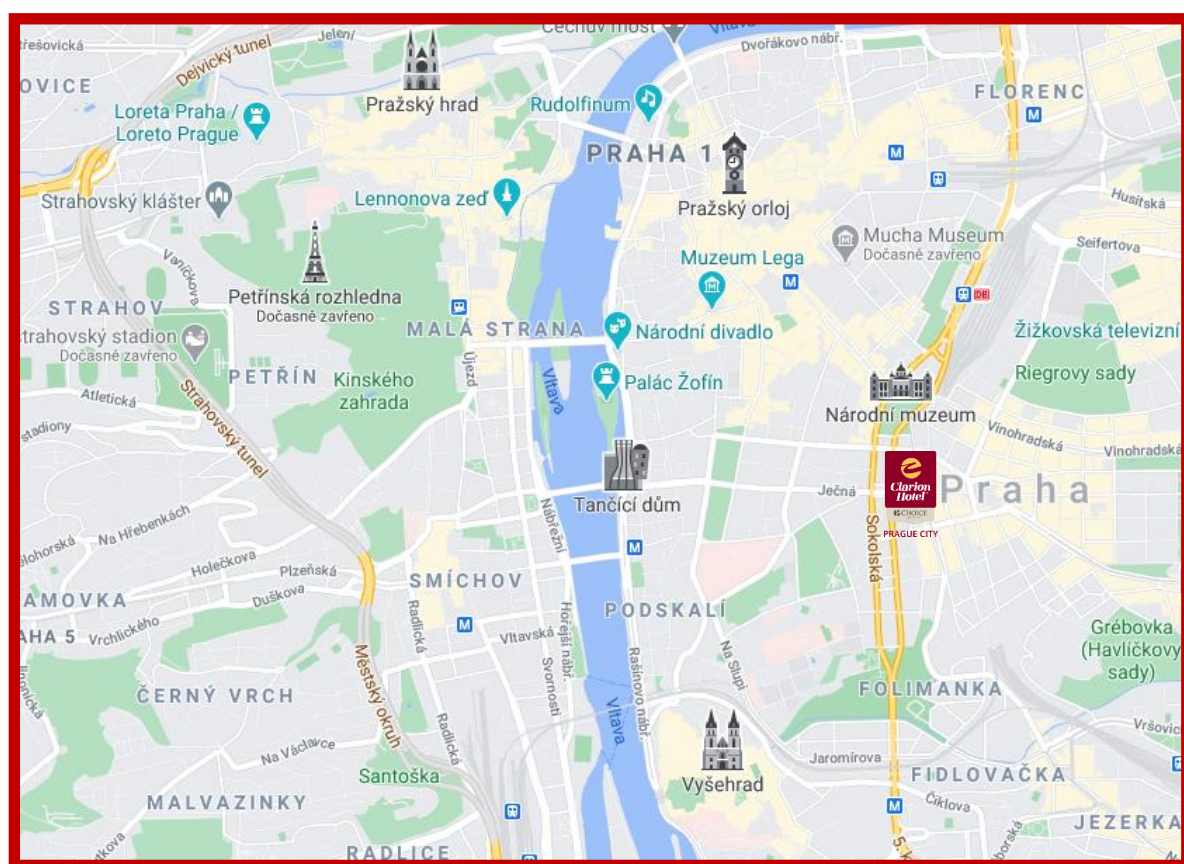 Čechův most
Vltava
Dvořákovo nábř.
třešovická
Jelení
Dejvický tunel
OVICE
Pražský hrad
Rudolfinum
FLORENC
Loreta Praha /
Loreto Prague
M
PRAHA 1
M
Strahovský klášter
Lennonova zeď
Pražský orloj
Husitská
Mucha Museum
Dočasně zavřeno
Seifertova
Vaníčkova
Muzeum Lega
M
DB
STRAHOV
Petřínská rozhledna
Dočasně zavřeno
MALÁ STRANA
Národní divadlo
Žižkovská televizní
trahovský stadion
Dočasně zavřeno
PETŘÍN
Kinského
zahrada
Újezd
Vltava
Palác Žofín
Riegrovy sady
Atletická
Národní muzeum
stadiony
Strahovský tunel
Vinohradská
Vinohradská
Clarion
Hotel
CHOICE
PRAGUE CITY
Tančící dům
Ječná
Praha
Na Hřebenkách
Nábřežní
Sokolská
ělohorská
Holečkova
M
Plzeňská
SMÍCHOV
Duškova
AMOVKA
Radlická
PODSKALÍ
Hořejší nábř.
AHA 5
Vrchlického
M
Vltavská
Grébovka
(Havlíčkovy
sady)
Na Slupi
Rašínovo nábř
Městský okruh
Svornosti
ČERNÝ VRCH
FOLIMANKA
Vltava
Radlická
Vršovic
Na Václavce
Jaromírova
Santoška
Vyšehrad
FIDLOVAČKA
MALVAZINKY
Čiklova
M
JEZERKA
RADLICE
5. k